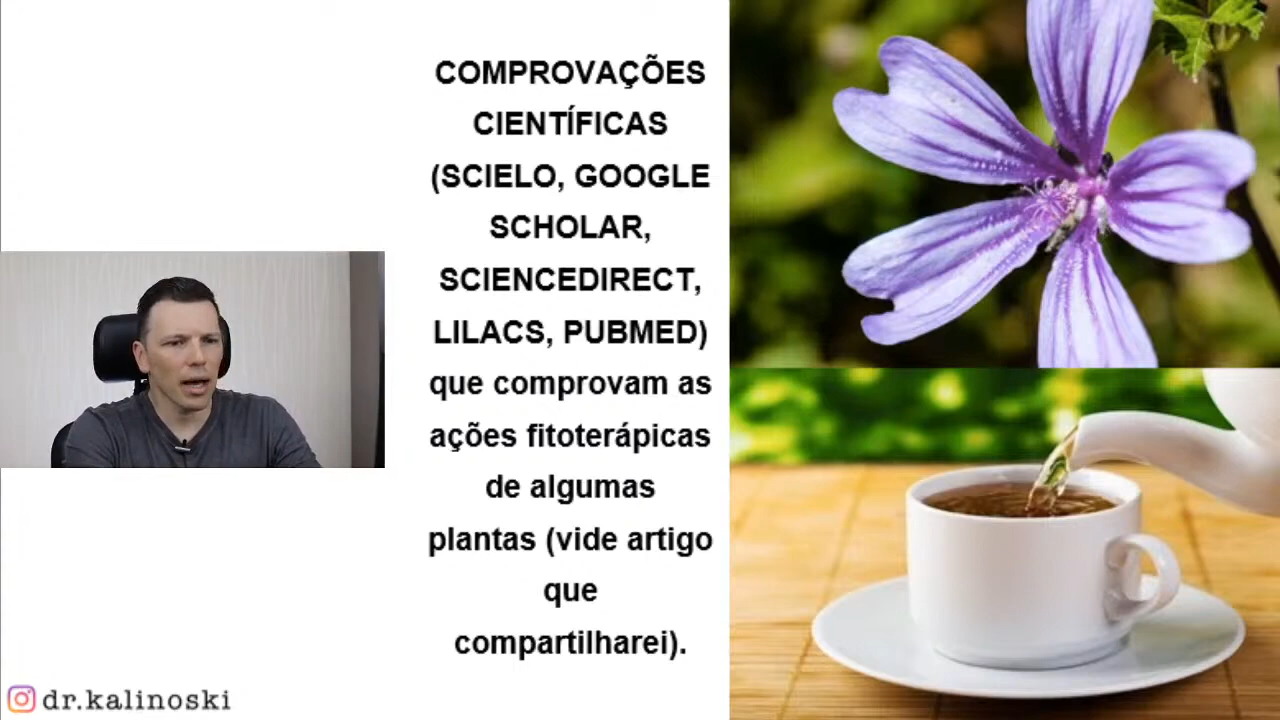 COMPROVAÇÕES
CIENTÍFICAS
(SCIELO, GOOGLE
SCHOLAR,
SCIENCEDIRECT,
LILACS, PUBMED)
que comprovam as
ações fitoterápicas
de algumas
plantas (vide artigo
que
compartilharei).
dr.kalinoski